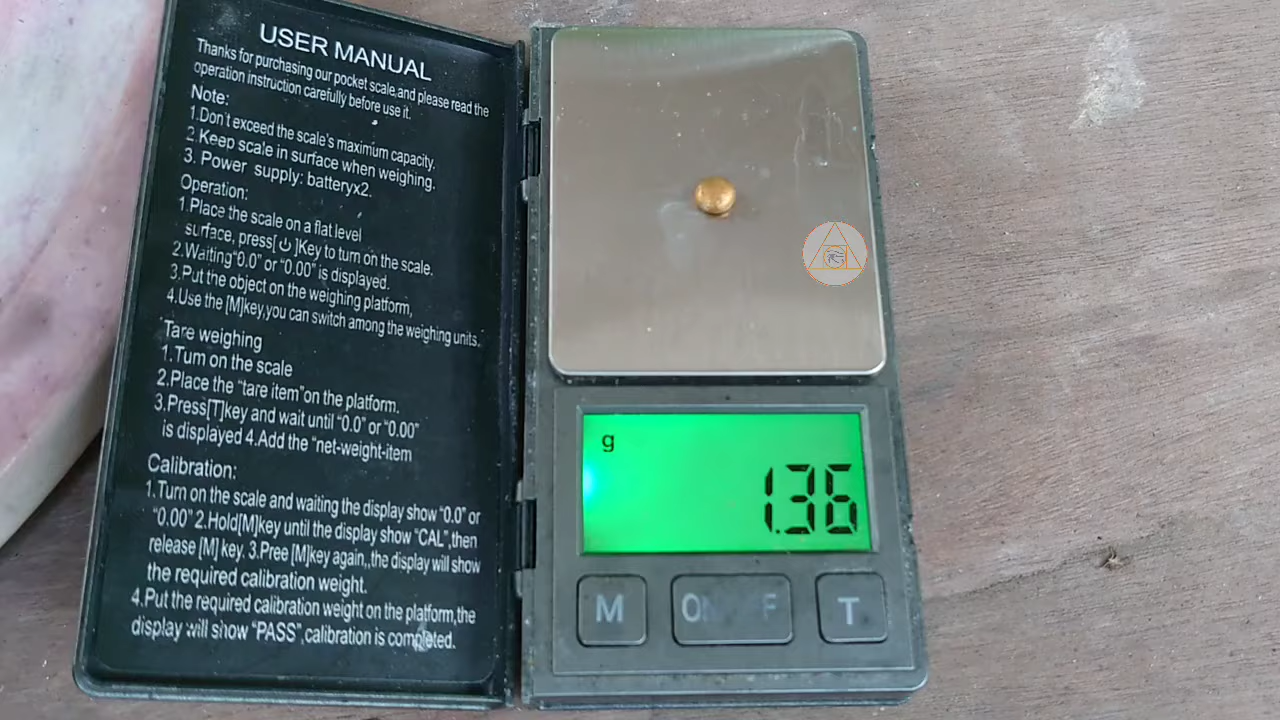 USER MANUAL
Thanks for purchasing our pocket scale,and please read the
operation instruction carefully before use it.
Note:
1.Don't exceed the scale's maximum capacity.
2.Keep scale in surface when weighing.
3. Power supply: batteryx2.
Operation:
1.Place the scale on a flat level
surface, press[⏻]Key to turn on the scale.
2.Waiting"0.0" or "0.00" is displayed.
3.Put the object on the weighing platform,
4.Use the [M]key,you can switch among the weighing units.
Tare weighing
1.Turn on the scale
2.Place the "tare item"on the platform.
3.Press[T]key and wait until "0.0" or "0.00"
is displayed 4.Add the "net-weight-item
Calibration:
1.Turn on the scale and waiting the display show "0.0" or
"0.00" 2.Hold[M]key until the display show "CAL",then
release [M] key. 3.Pree [M]key again,,the display will show
the required calibration weight.
4.Put the required calibration weight on the platform,the
display will show "PASS",calibration is completed.
g
1.36
M
T